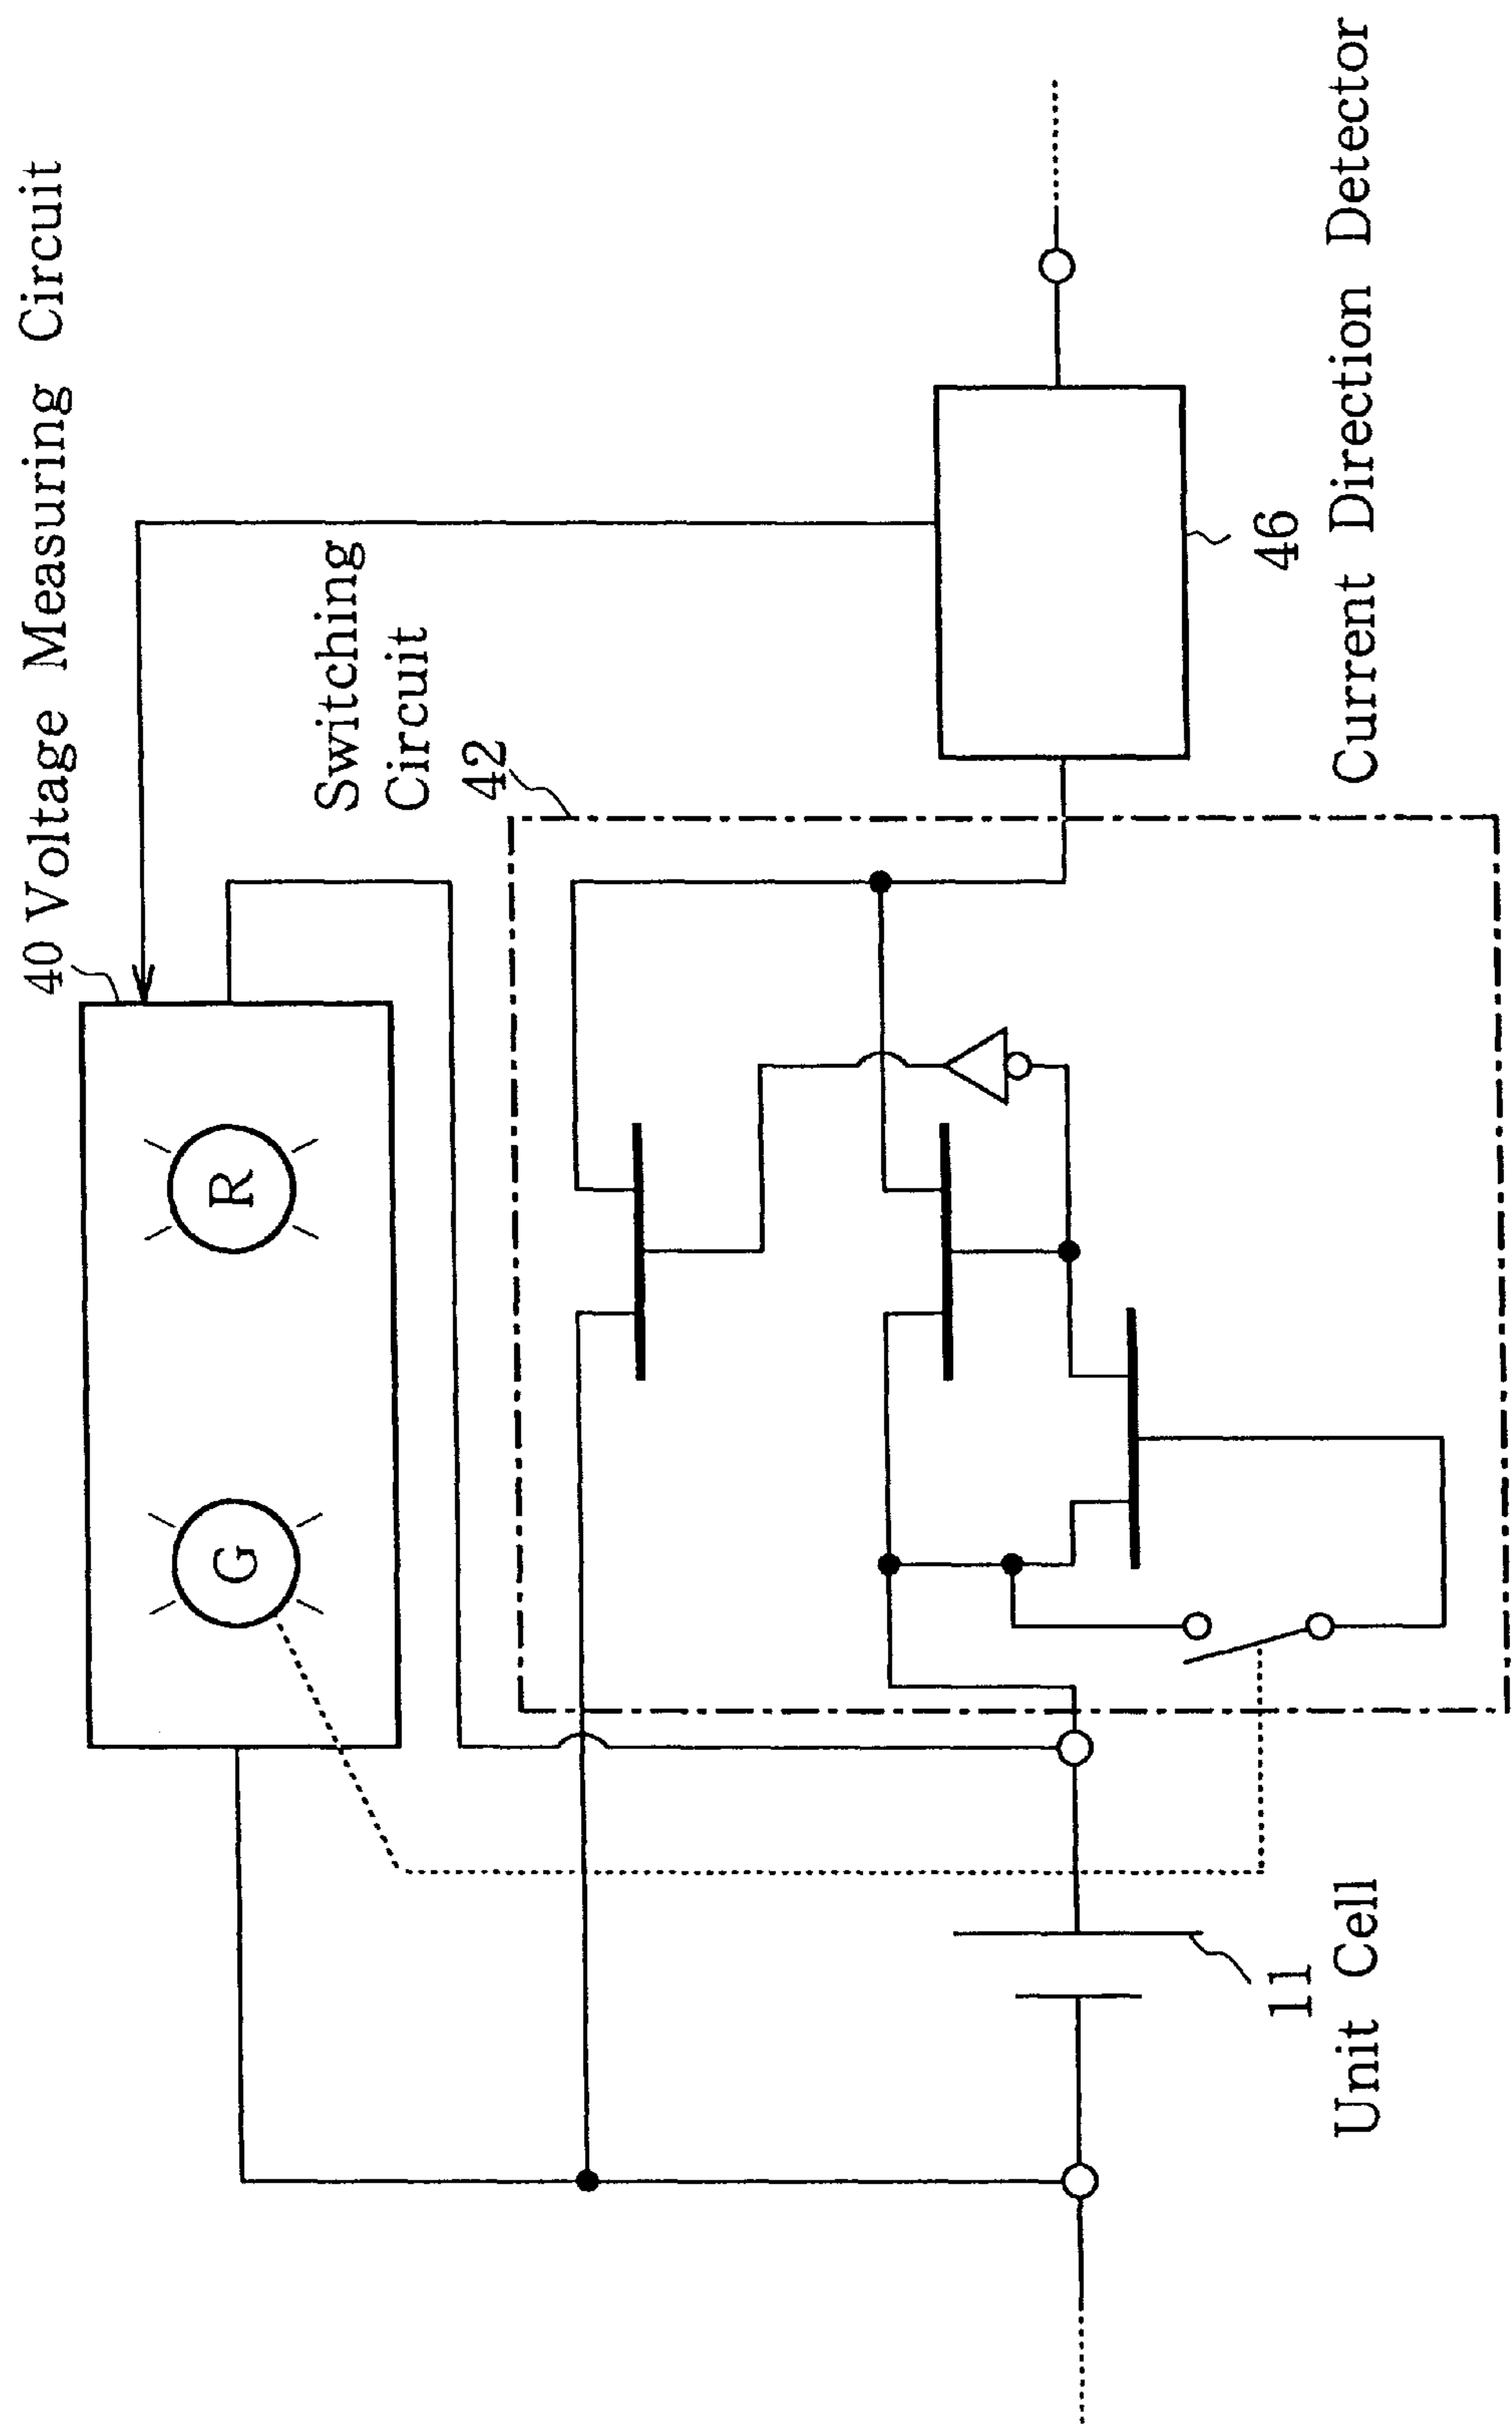 40 Voltage Measuring Circuit
G
R
Switching
Circuit
42
46
Current Direction Detector
11
Unit Cell